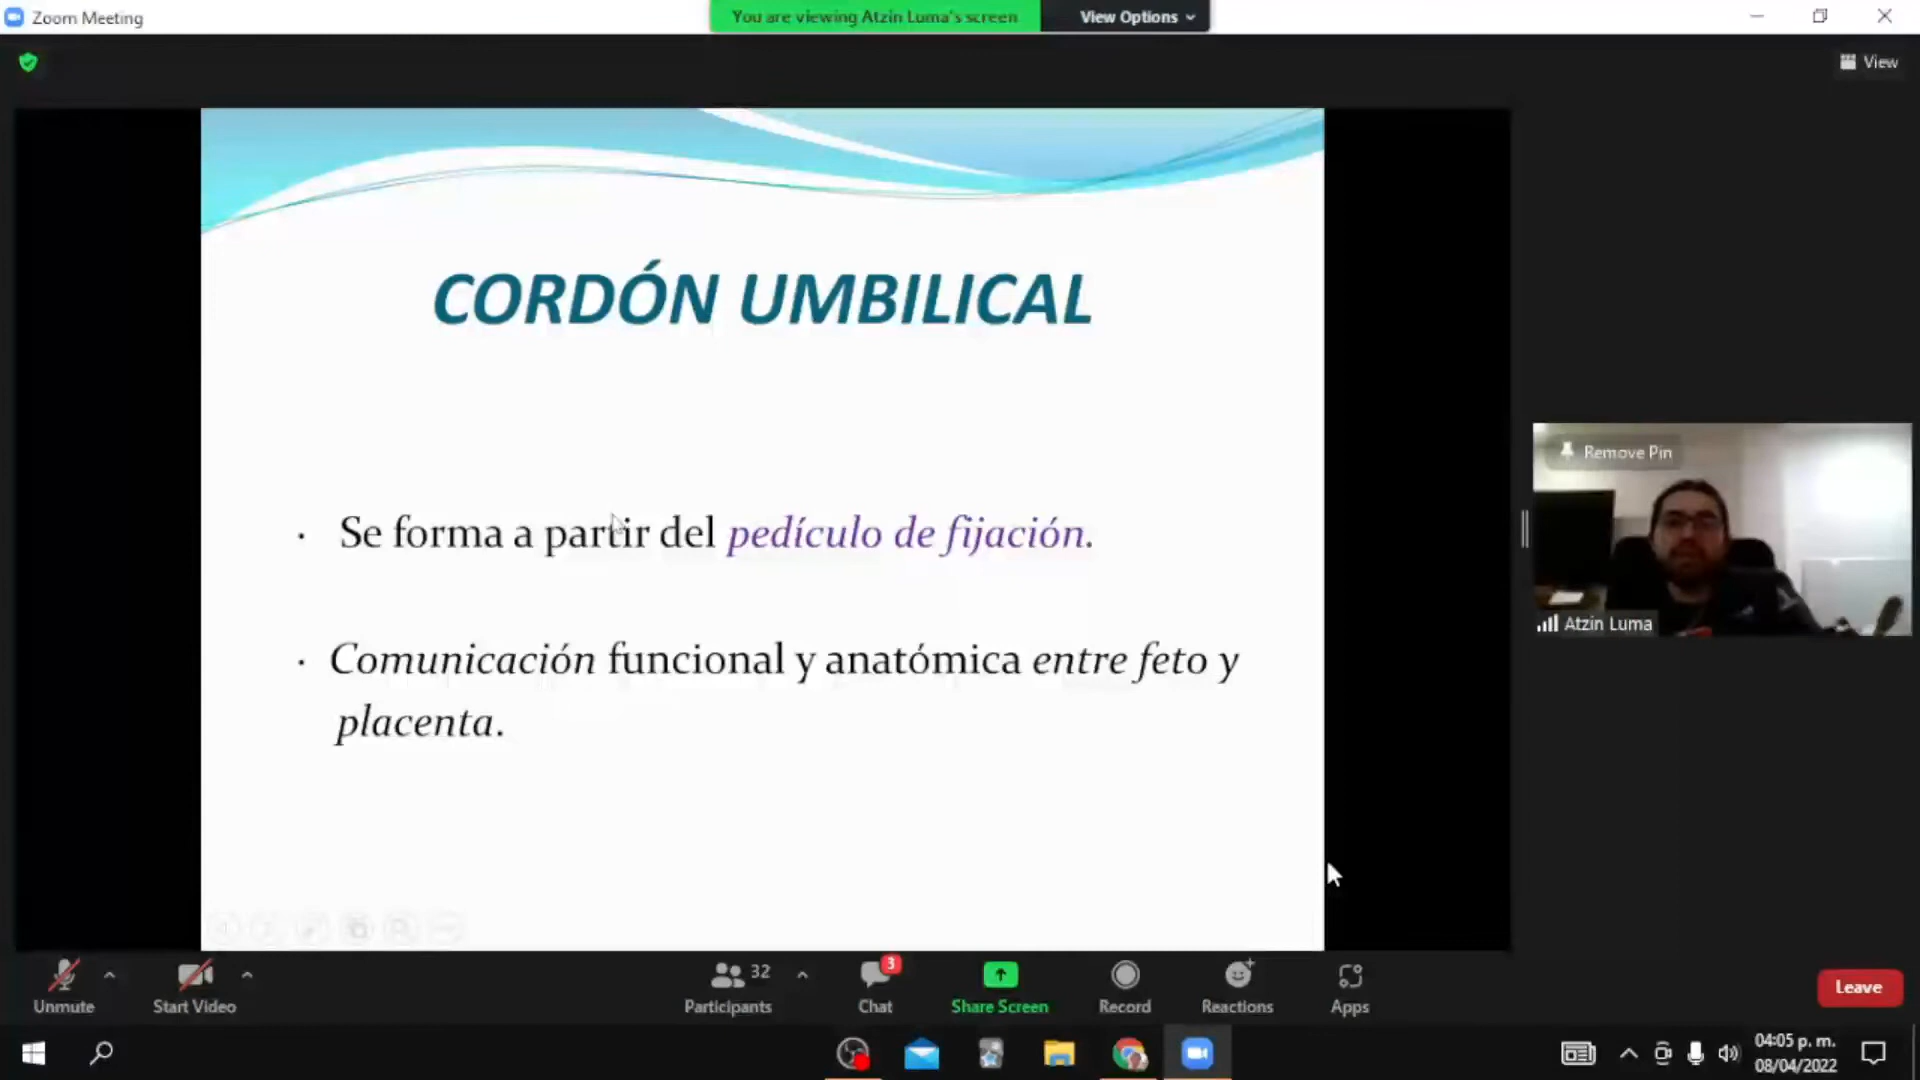 Zoom Meeting
You are viewing Atzin Luma's screen
View Options
View
CORDÓN UMBILICAL
· Se forma a partir del pedículo de fijación.
· Comunicación funcional y anatómica entre feto y
placenta.
Remove Pin
Atzin Luma
Unmute
Start Video
32
Participants
3
Chat
Share Screen
Record
Reactions
Apps
Leave
04:05 p. m.
08/04/2022